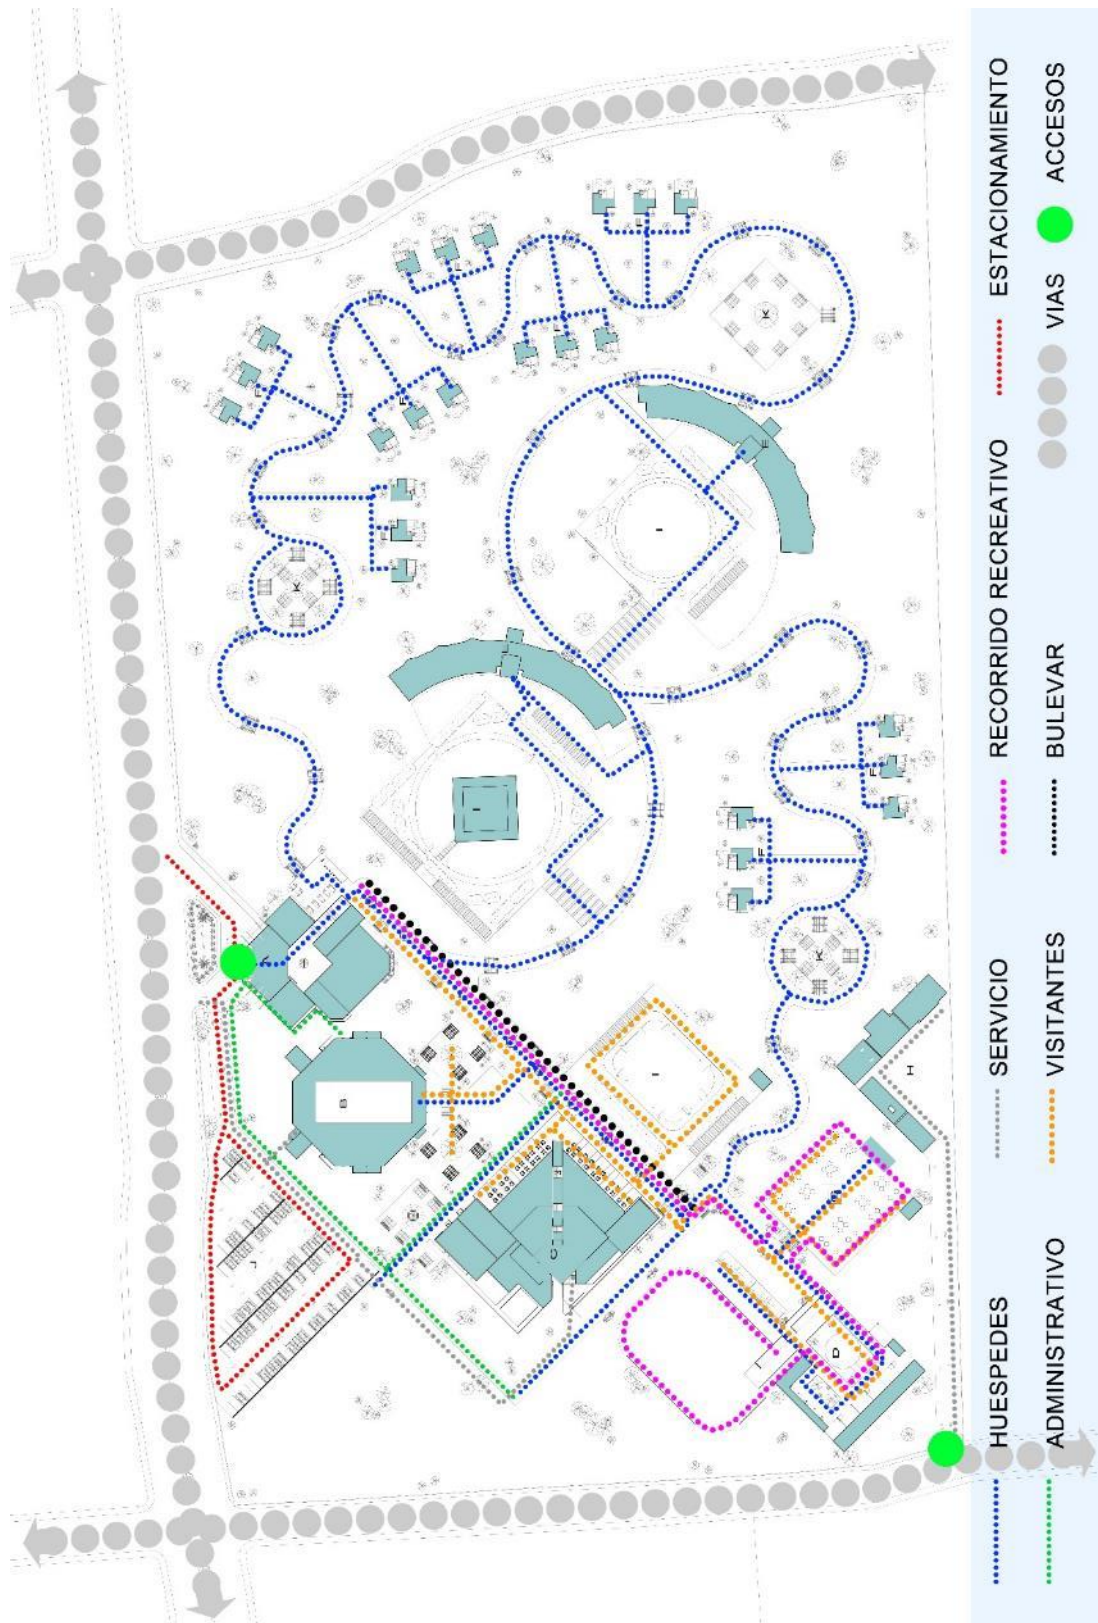 J
A
F
K
B
F
F
I
C
F
F
I
I
F
E
K
K
D
G
F
H
HUESPEDES
SERVICIO
RECORRIDO RECREATIVO
ESTACIONAMIENTO
ADMINISTRATIVO
VISITANTES
BULEVAR
VIAS
ACCESOS